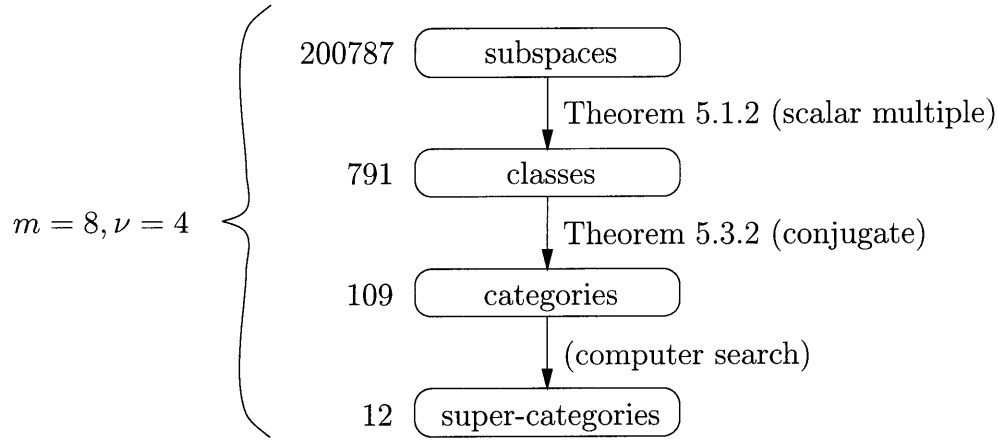 200787 subspaces
Theorem 5.1.2 (scalar multiple)
791 classes
m = 8, ν = 4
Theorem 5.3.2 (conjugate)
109 categories
(computer search)
12 super-categories